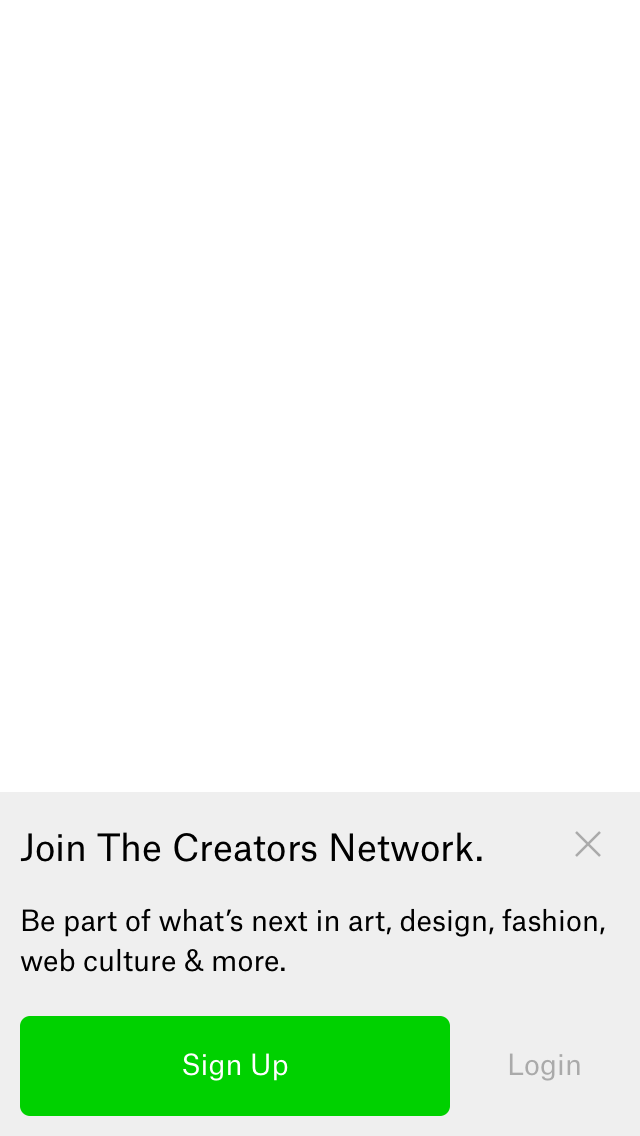 Join The Creators Network.
Be part of what’s next in art, design, fashion,
web culture & more.
Sign Up
Login